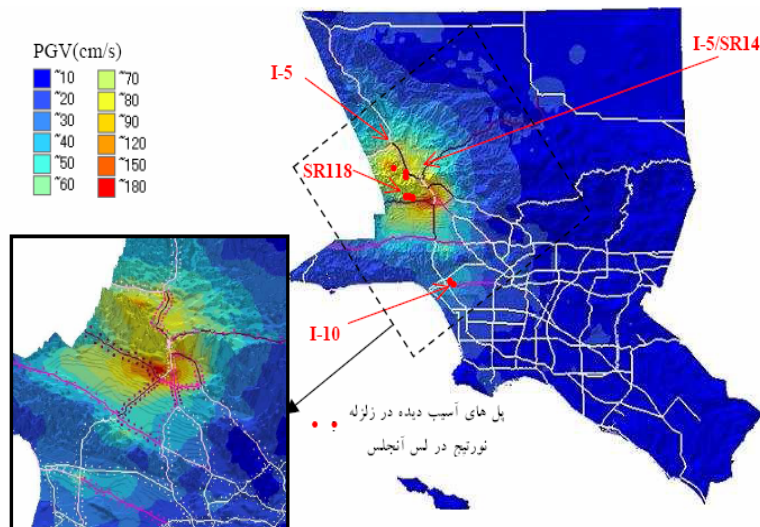 PGV(cm/s)
~10
~20
~30
~40
~50
~60
~70
~80
~90
~120
~150
~180
I-5
I-5/SR14
SR118
I-10
پل های آسیب دیده در زلزله
نورتیج در لس آنجلس